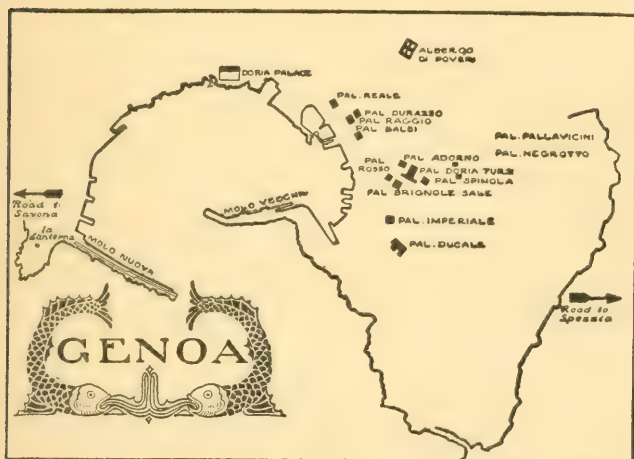 ALBERGO
DI POVERI
DORIA PALACE
PAL. REALE
PAL DURAZZO
PAL RAGGIO
PAL BALBI
PAL. PALLAVICINI
PAL. NEGROTTO
PAL ADORNO
PAL
ROSSO
PAL DORIA TURSI
PAL SPINOLA
PAL BRIGNOLE SALE
PAL. IMPERIALE
PAL. DUCALE
MOLO VECCHIO
Road to
Savona
la
Lanterna
MOLO NUOVA
Road to
Spezzia
GENOA